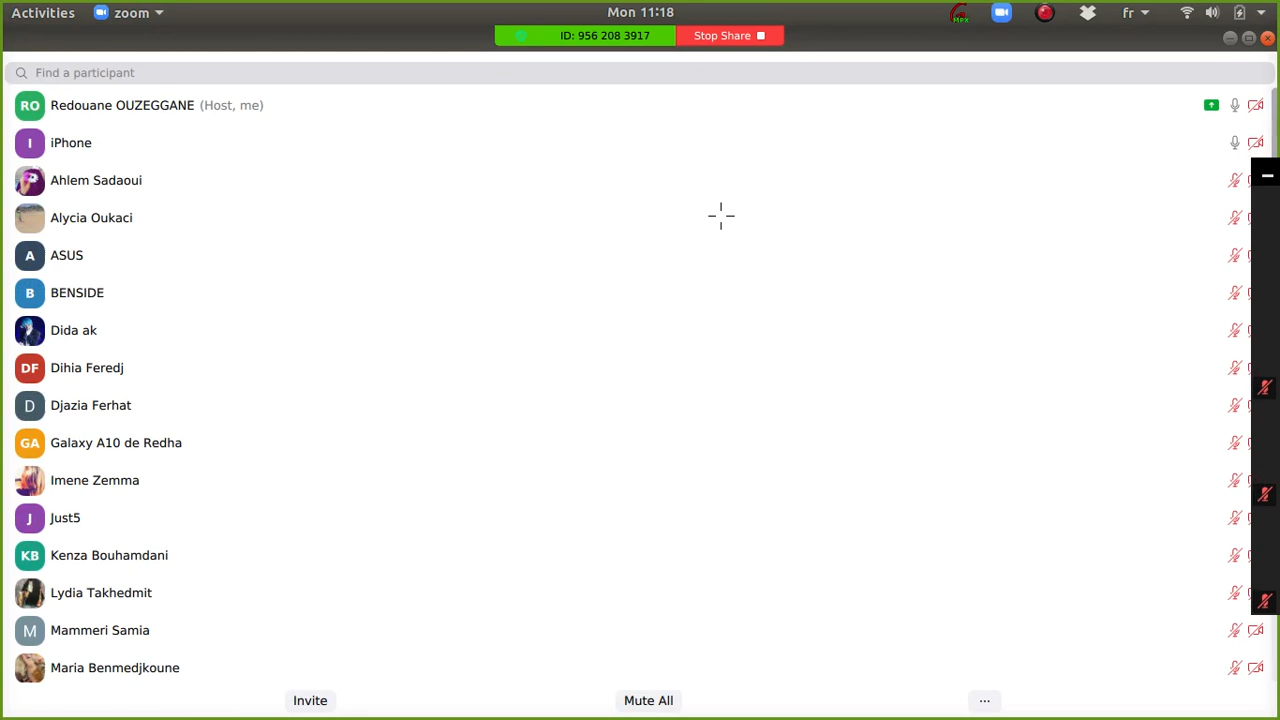 Activities zoom Mon 11:18 MPX fr
ID: 956 208 3917 Stop Share
Find a participant
RO Redouane OUZEGGANE (Host, me)
I iPhone
Ahlem Sadaoui
Alycia Oukaci
A ASUS
B BENSIDE
Dida ak
DF Dihia Feredj
D Djazia Ferhat
GA Galaxy A10 de Redha
Imene Zemma
J Just5
KB Kenza Bouhamdani
Lydia Takhedmit
M Mammeri Samia
Maria Benmedjkoune
Invite Mute All ...